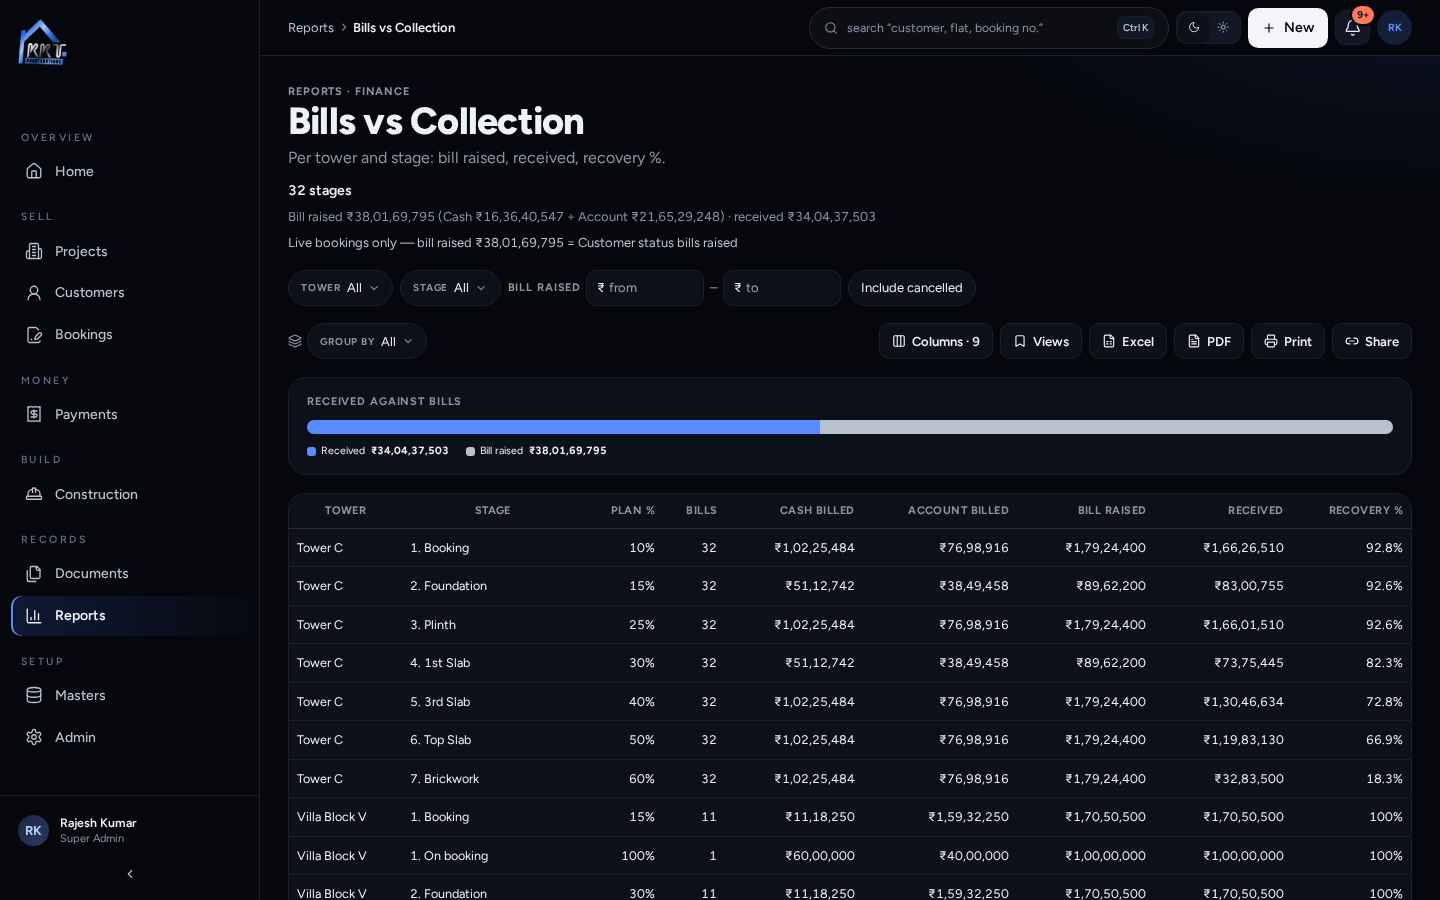 Reports > Bills vs Collection
search “customer, flat, booking no.”
Ctrl K
New
9+
RK
OVERVIEW
Home
SELL
Projects
Customers
Bookings
MONEY
Payments
BUILD
Construction
RECORDS
Documents
Reports
SETUP
Masters
Admin
RK
Rajesh Kumar
Super Admin
REPORTS · FINANCE
Bills vs Collection
Per tower and stage: bill raised, received, recovery %.
32 stages
Bill raised ₹38,01,69,795 (Cash ₹16,36,40,547 + Account ₹21,65,29,248) · received ₹34,04,37,503
Live bookings only — bill raised ₹38,01,69,795 = Customer status bills raised
TOWER All STAGE All BILL RAISED ₹ from – ₹ to Include cancelled
GROUP BY All Columns · 9 Views Excel PDF Print Share
RECEIVED AGAINST BILLS
Received ₹34,04,37,503 Bill raised ₹38,01,69,795
TOWER STAGE PLAN % BILLS CASH BILLED ACCOUNT BILLED BILL RAISED RECEIVED RECOVERY %
Tower C 1. Booking 10% 32 ₹1,02,25,484 ₹76,98,916 ₹1,79,24,400 ₹1,66,26,510 92.8%
Tower C 2. Foundation 15% 32 ₹51,12,742 ₹38,49,458 ₹89,62,200 ₹83,00,755 92.6%
Tower C 3. Plinth 25% 32 ₹1,02,25,484 ₹76,98,916 ₹1,79,24,400 ₹1,66,01,510 92.6%
Tower C 4. 1st Slab 30% 32 ₹51,12,742 ₹38,49,458 ₹89,62,200 ₹73,75,445 82.3%
Tower C 5. 3rd Slab 40% 32 ₹1,02,25,484 ₹76,98,916 ₹1,79,24,400 ₹1,30,46,634 72.8%
Tower C 6. Top Slab 50% 32 ₹1,02,25,484 ₹76,98,916 ₹1,79,24,400 ₹1,19,83,130 66.9%
Tower C 7. Brickwork 60% 32 ₹1,02,25,484 ₹76,98,916 ₹1,79,24,400 ₹32,83,500 18.3%
Villa Block V 1. Booking 15% 11 ₹11,18,250 ₹1,59,32,250 ₹1,70,50,500 ₹1,70,50,500 100%
Villa Block V 1. On booking 100% 1 ₹60,00,000 ₹40,00,000 ₹1,00,00,000 ₹1,00,00,000 100%
Villa Block V 2. Foundation 30% 11 ₹11,18,250 ₹1,59,32,250 ₹1,70,50,500 ₹1,70,50,500 100%